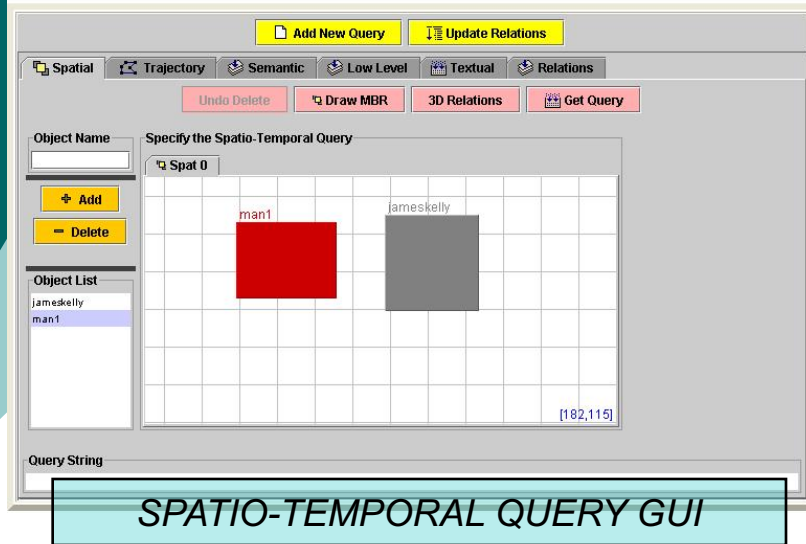 Add New Query Update Relations
Spatial Trajectory Semantic Low Level Textual Relations
Undo Delete Draw MBR 3D Relations Get Query
Object Name
Specify the Spatio-Temporal Query
Spat 0
Add
Delete
man1
jameskelly
Object List
jameskelly
man1
[182,115]
Query String
SPATIO-TEMPORAL QUERY GUI